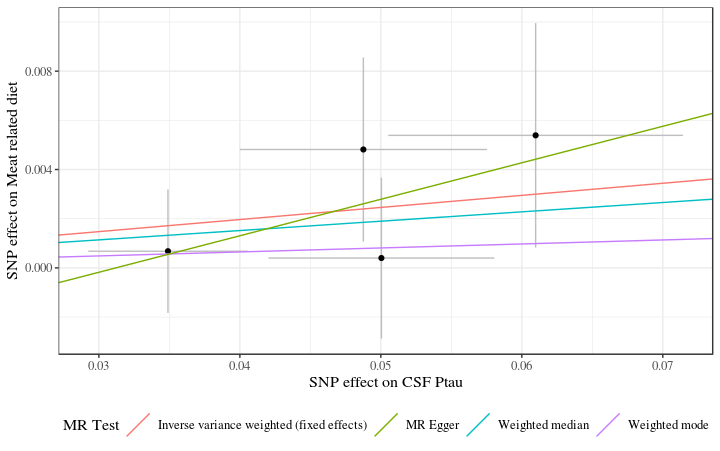 SNP effect on Meat related diet
0.008
0.004
0.000
0.03 0.04 0.05 0.06 0.07
SNP effect on CSF Ptau
MR Test Inverse variance weighted (fixed effects) MR Egger Weighted median Weighted mode